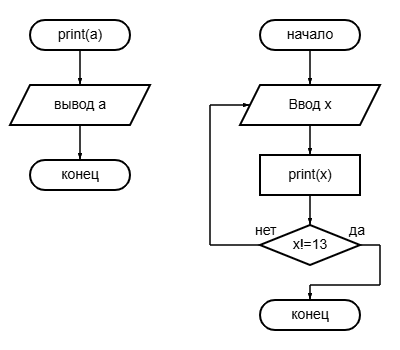 print(a)
вывод a
конец
начало
Ввод x
print(x)
нет
да
x!=13
конец